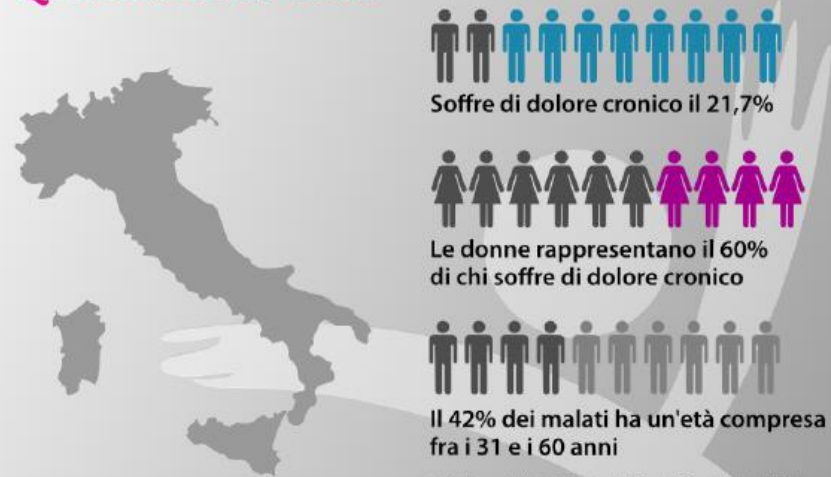 Soffre di dolore cronico il 21,7%
Le donne rappresentano il 60%
di chi soffre di dolore cronico
Il 42% dei malati ha un'età compresa
fra i 31 e i 60 anni